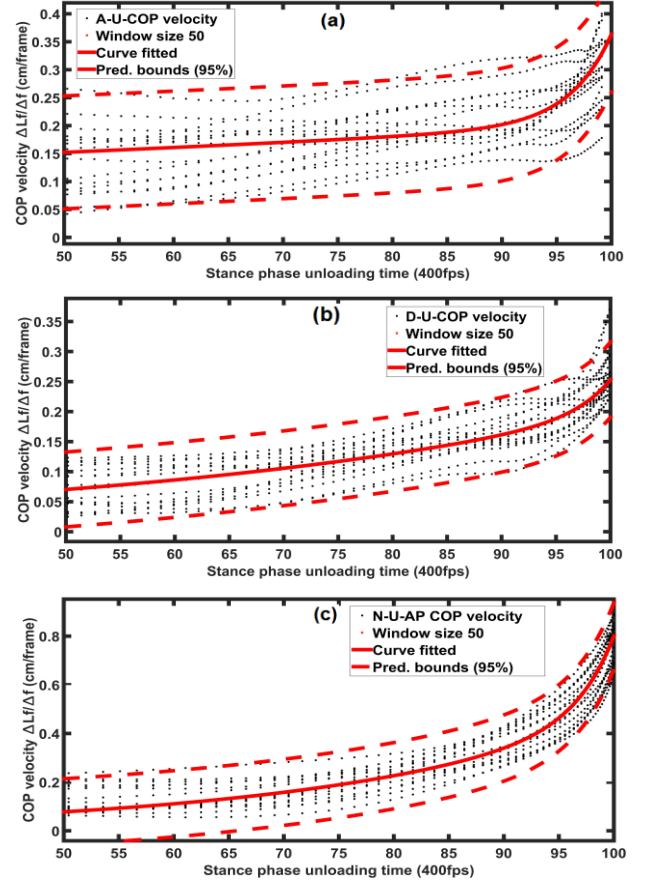 (a)
A-U-COP velocity
Window size 50
Curve fitted
Pred. bounds (95%)
COP velocity ΔLf/Δf (cm/frame)
0.4
0.35
0.3
0.25
0.2
0.15
0.1
0.05
0
50 55 60 65 70 75 80 85 90 95 100
Stance phase unloading time (400fps)
(b)
D-U-COP velocity
Window size 50
Curve fitted
Pred. bounds (95%)
COP velocity ΔLf/Δf (cm/frame)
0.35
0.3
0.25
0.2
0.15
0.1
0.05
0
50 55 60 65 70 75 80 85 90 95 100
Stance phase unloading time (400fps)
(c)
N-U-AP COP velocity
Window size 50
Curve fitted
Pred. bounds (95%)
COP velocity ΔLf/Δf (cm/frame)
0.8
0.6
0.4
0.2
0
50 55 60 65 70 75 80 85 90 95 100
Stance phase unloading time (400fps)